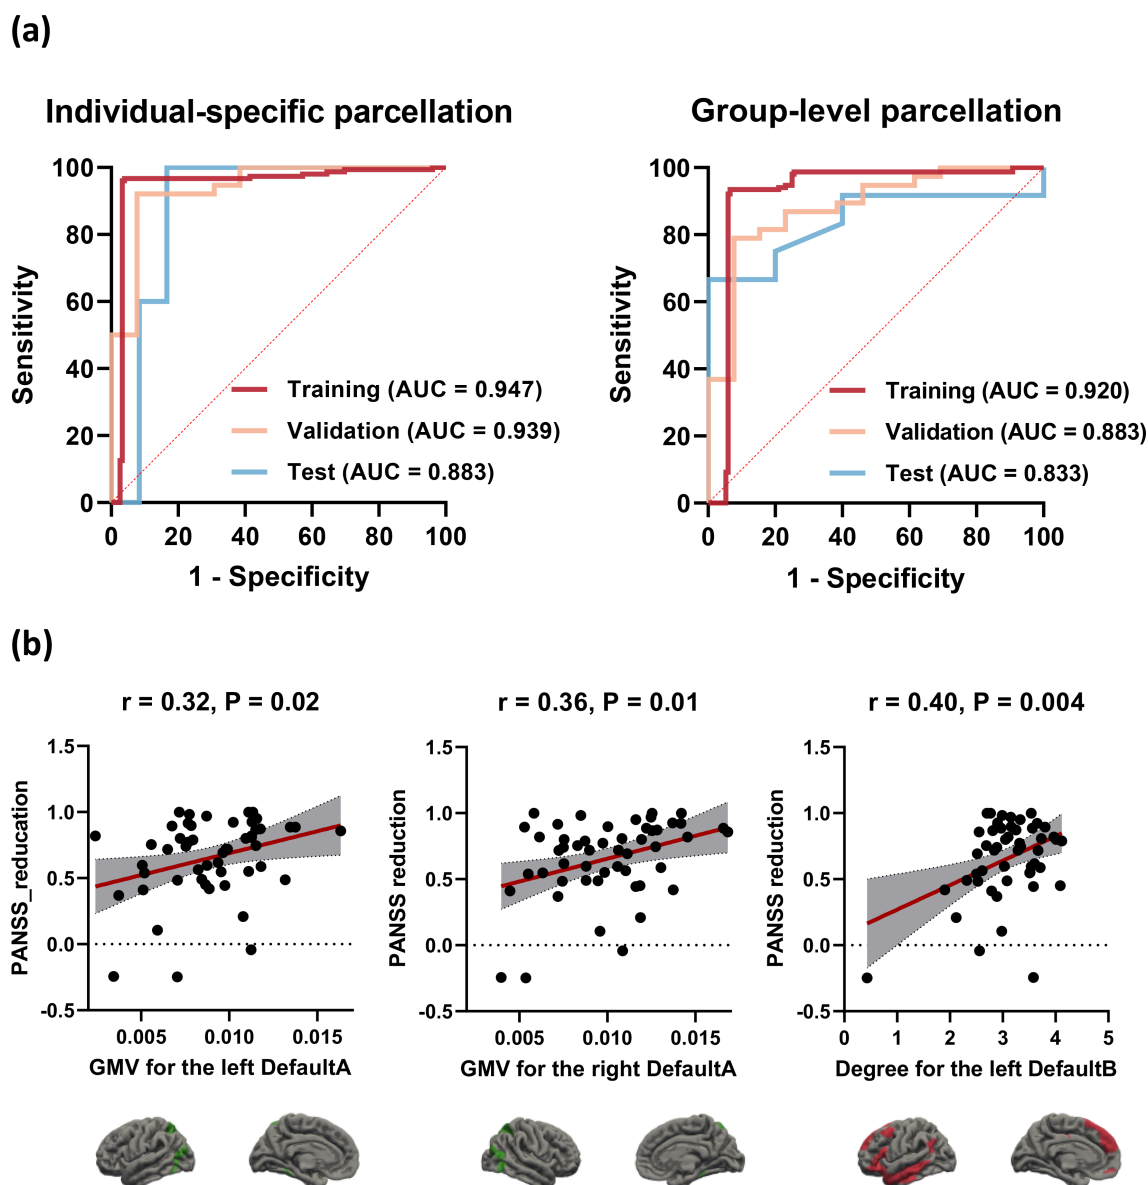 (a)
Individual-specific parcellation
Group-level parcellation
100
80
60
40
20
0
Sensitivity
Training (AUC = 0.947)
Validation (AUC = 0.939)
Test (AUC = 0.883)
0 20 40 60 80 100
1 - Specificity
100
80
60
40
20
0
Sensitivity
Training (AUC = 0.920)
Validation (AUC = 0.883)
Test (AUC = 0.833)
0 20 40 60 80 100
1 - Specificity
(b)
r = 0.32, P = 0.02
1.5
1.0
0.5
0.0
-0.5
PANSS_reducation
0.005 0.010 0.015
GMV for the left DefaultA
r = 0.36, P = 0.01
1.5
1.0
0.5
0.0
-0.5
PANSS reduction
0.005 0.010 0.015
GMV for the right DefaultA
r = 0.40, P = 0.004
1.5
1.0
0.5
0.0
-0.5
PANSS reduction
0 1 2 3 4 5
Degree for the left DefaultB